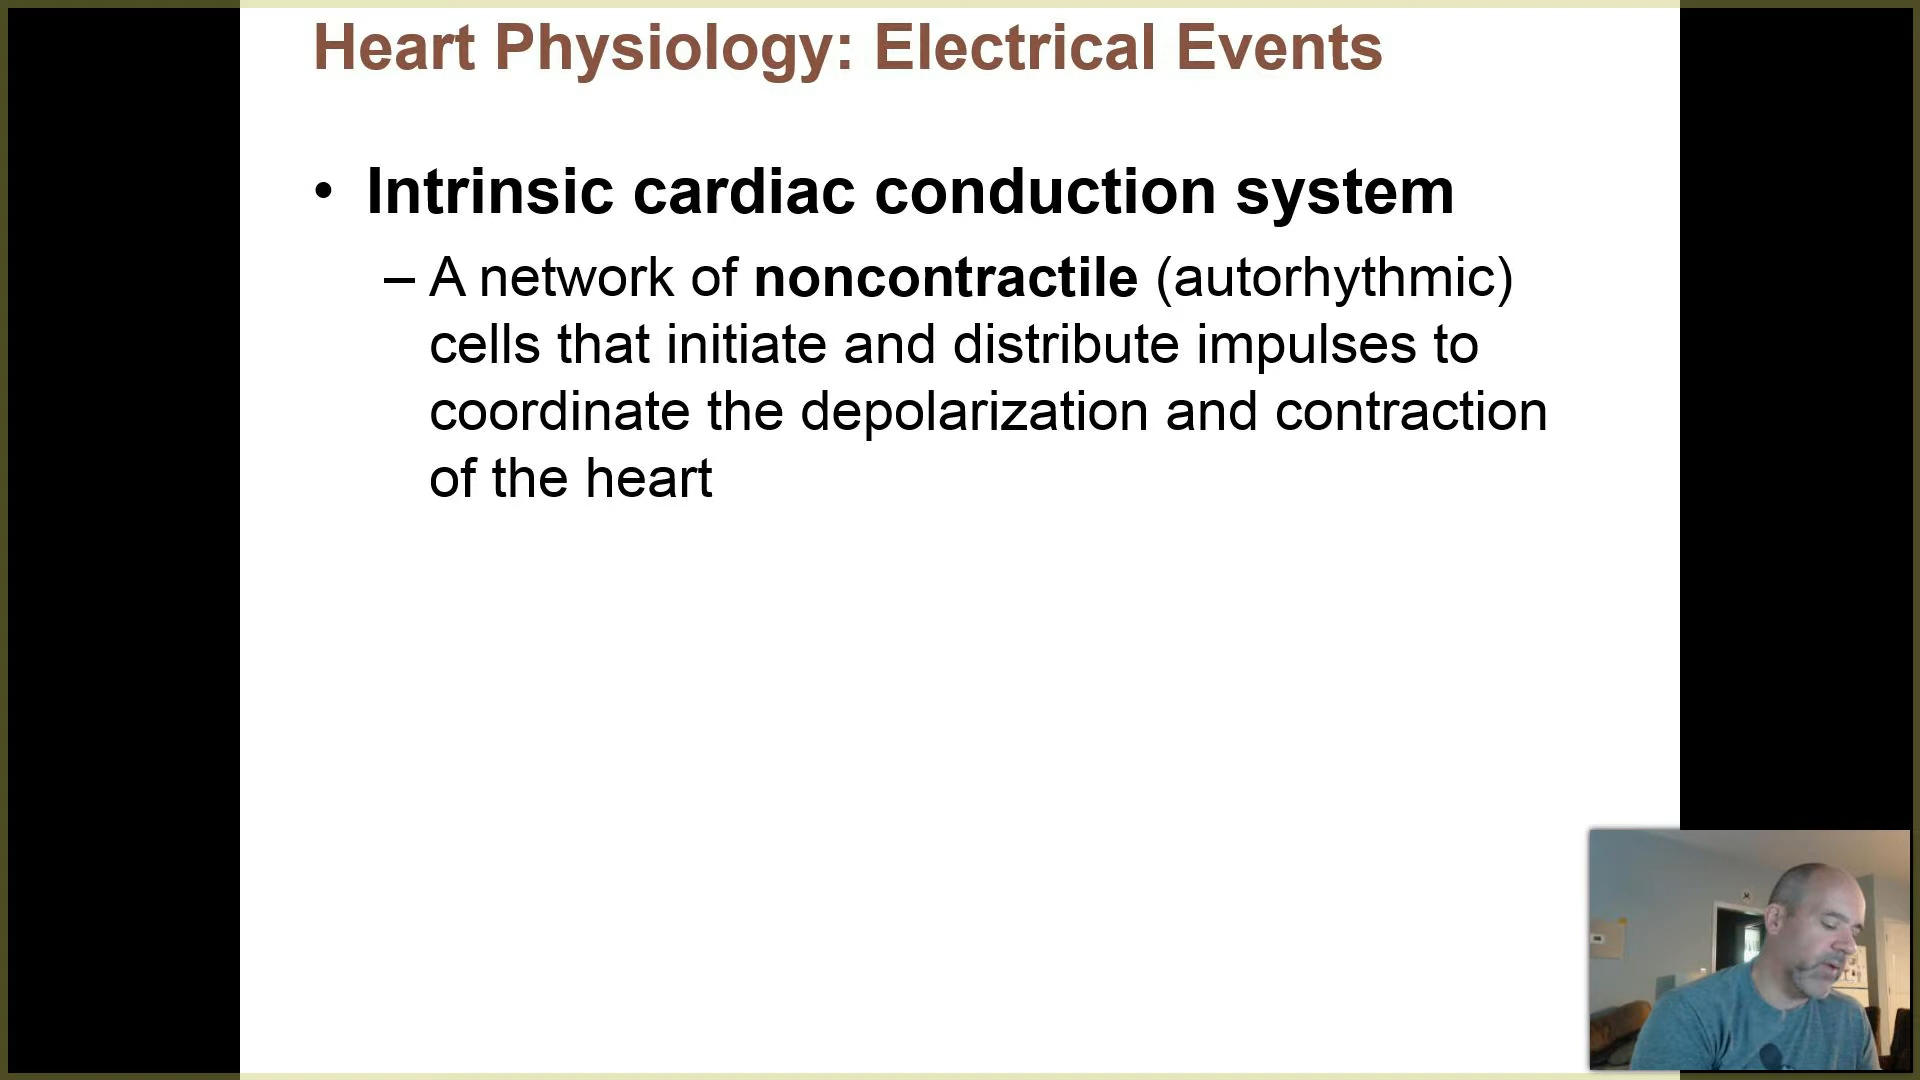 Heart Physiology: Electrical Events
• Intrinsic cardiac conduction system
– A network of noncontractile (autorhythmic)
cells that initiate and distribute impulses to
coordinate the depolarization and contraction
of the heart